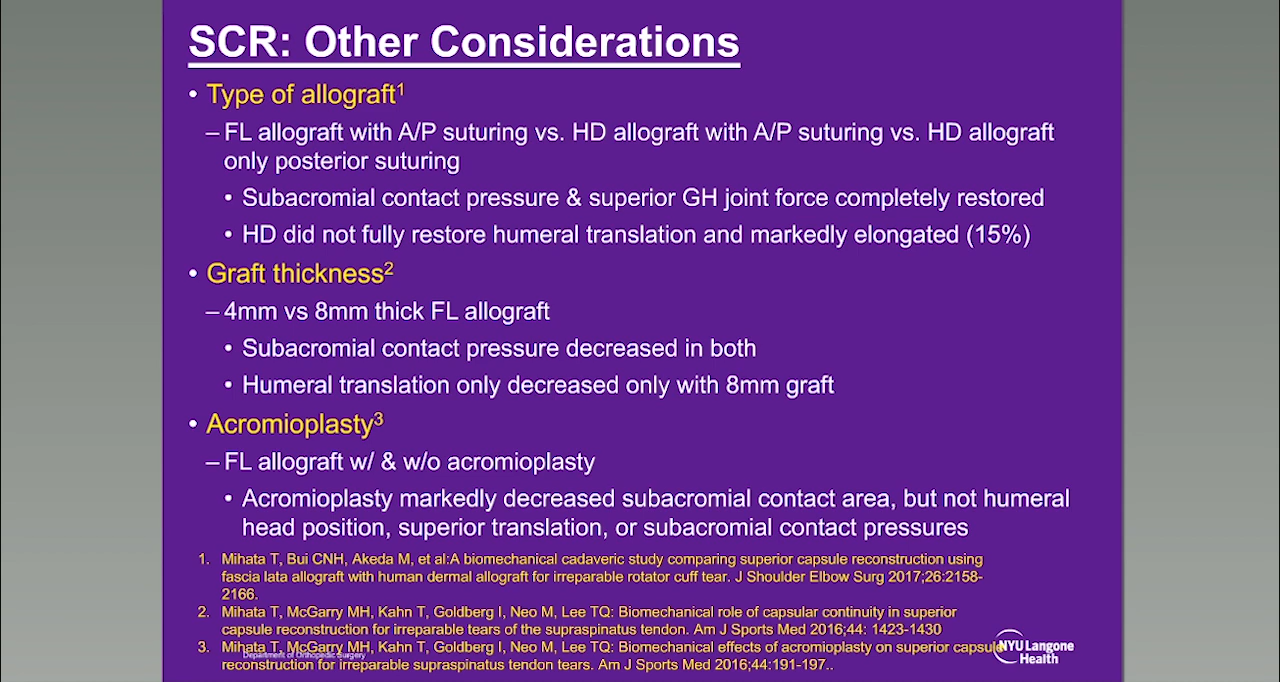 SCR: Other Considerations
• Type of allograft1
– FL allograft with A/P suturing vs. HD allograft with A/P suturing vs. HD allograft
only posterior suturing
• Subacromial contact pressure & superior GH joint force completely restored
• HD did not fully restore humeral translation and markedly elongated (15%)
• Graft thickness2
– 4mm vs 8mm thick FL allograft
• Subacromial contact pressure decreased in both
• Humeral translation only decreased only with 8mm graft
• Acromioplasty3
– FL allograft w/ & w/o acromioplasty
• Acromioplasty markedly decreased subacromial contact area, but not humeral
head position, superior translation, or subacromial contact pressures
1. Mihata T, Bui CNH, Akeda M, et al:A biomechanical cadaveric study comparing superior capsule reconstruction using
fascia lata allograft with human dermal allograft for irreparable rotator cuff tear. J Shoulder Elbow Surg 2017;26:2158-
2166.
2. Mihata T, McGarry MH, Kahn T, Goldberg I, Neo M, Lee TQ: Biomechanical role of capsular continuity in superior
capsule reconstruction for irreparable tears of the supraspinatus tendon. Am J Sports Med 2016;44: 1423-1430
3. Mihata T, McGarry MH, Kahn T, Goldberg I, Neo M, Lee TQ: Biomechanical effects of acromioplasty on superior capsule
reconstruction for irreparable supraspinatus tendon tears. Am J Sports Med 2016;44:191-197..
Department of Orthopedic Surgery
NYU Langone
Health